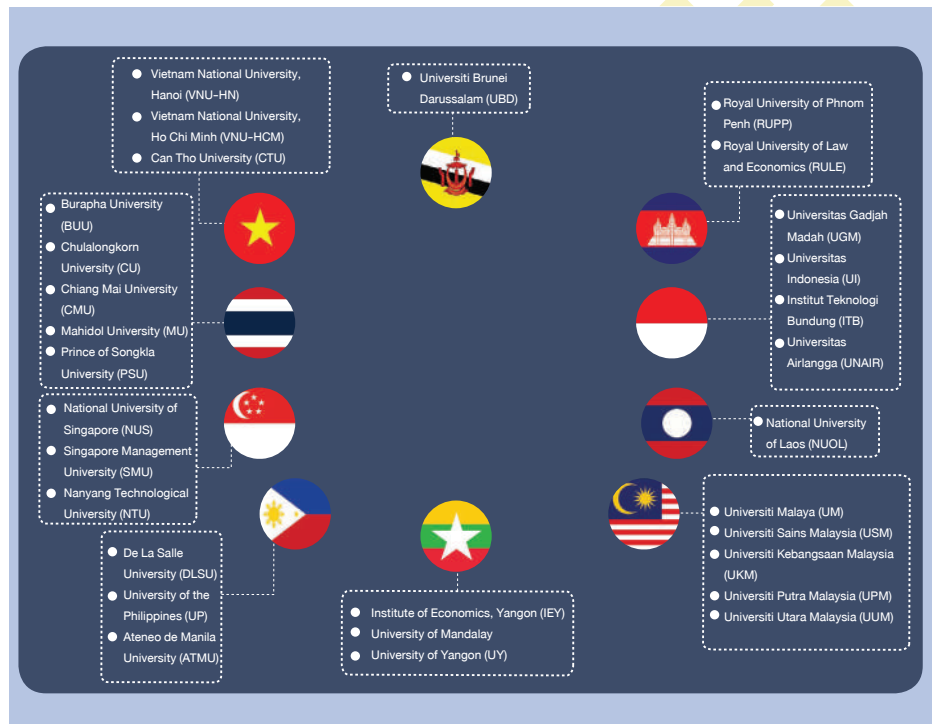 Vietnam National University,
Hanoi (VNU-HN)
Vietnam National University,
Ho Chi Minh (VNU-HCM)
Can Tho University (CTU)
Universiti Brunei
Darussalam (UBD)
Royal University of Phnom
Penh (RUPP)
Royal University of Law
and Economics (RULE)
Burapha University
(BUU)
Chulalongkorn
University (CU)
Chiang Mai University
(CMU)
Mahidol University (MU)
Prince of Songkla
University (PSU)
Universitas Gadjah
Madah (UGM)
Universitas
Indonesia (UI)
Institut Teknologi
Bundung (ITB)
Universitas
Airlangga (UNAIR)
National University of
Singapore (NUS)
Singapore Management
University (SMU)
Nanyang Technological
University (NTU)
National University
of Laos (NUOL)
De La Salle
University (DLSU)
University of the
Philippines (UP)
Ateneo de Manila
University (ATMU)
Institute of Economics, Yangon (IEY)
University of Mandalay
University of Yangon (UY)
Universiti Malaya (UM)
Universiti Sains Malaysia (USM)
Universiti Kebangsaan Malaysia
(UKM)
Universiti Putra Malaysia (UPM)
Universiti Utara Malaysia (UUM)